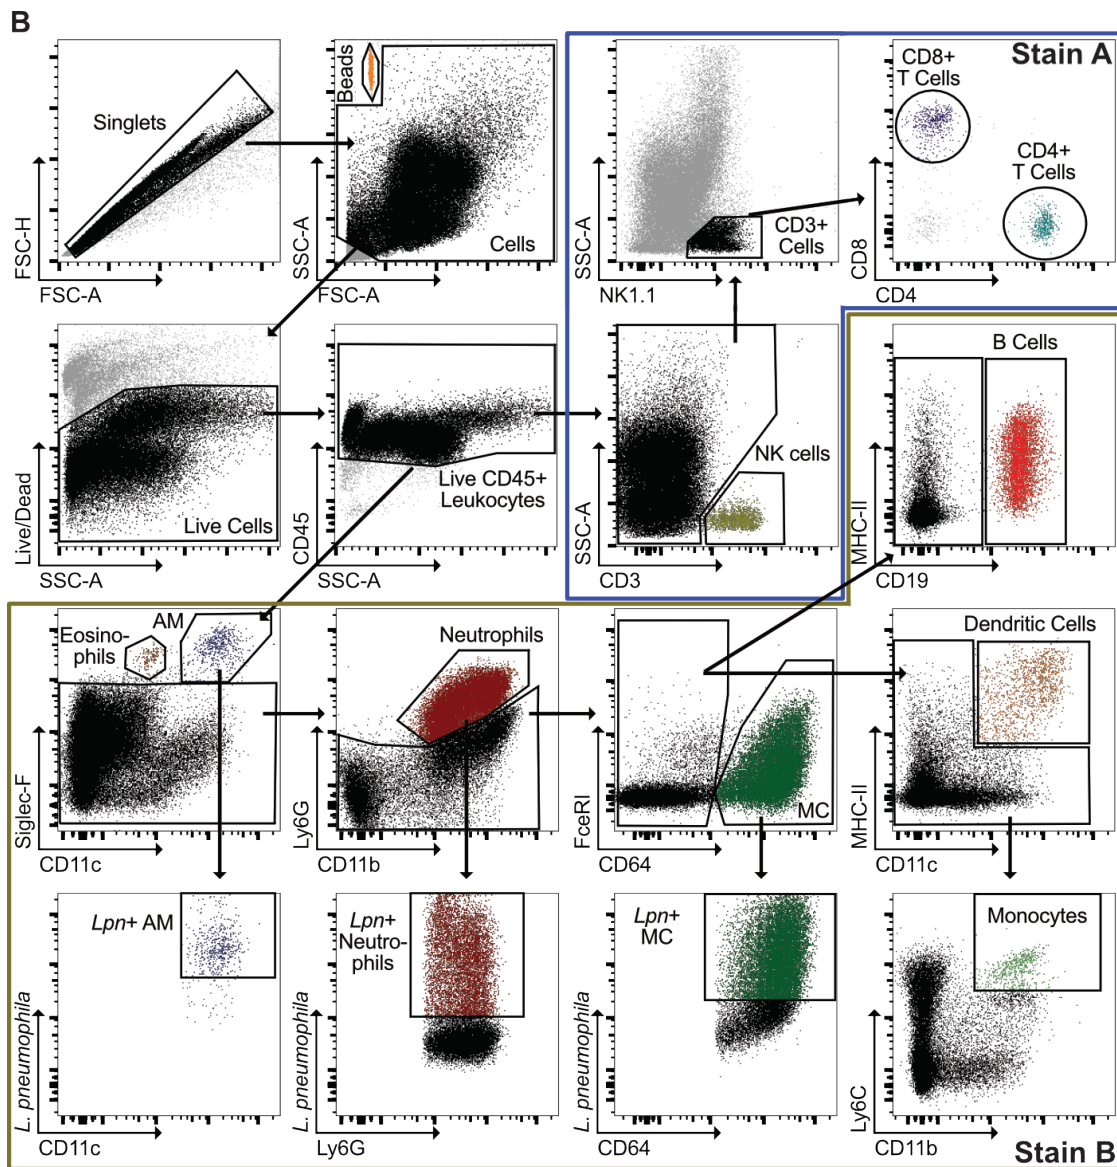 B
Stain A
Singlets
FSC-H
FSC-A
Beads
Cells
SSC-A
FSC-A
CD3+
Cells
SSC-A
NK1.1
CD8+
T Cells
CD4+
T Cells
CD8
CD4
Live Cells
Live/Dead
SSC-A
Live CD45+
Leukocytes
CD45
SSC-A
NK cells
SSC-A
CD3
B Cells
MHC-II
CD19
Eosino-
phils
AM
Siglec-F
CD11c
Neutrophils
Ly6G
CD11b
MC
FceRI
CD64
Dendritic Cells
MHC-II
CD11c
Lpn+ AM
L. pneumophila
CD11c
Lpn+
Neutro-
phils
L. pneumophila
Ly6G
Lpn+
MC
L. pneumophila
CD64
Monocytes
Ly6C
CD11b
Stain B